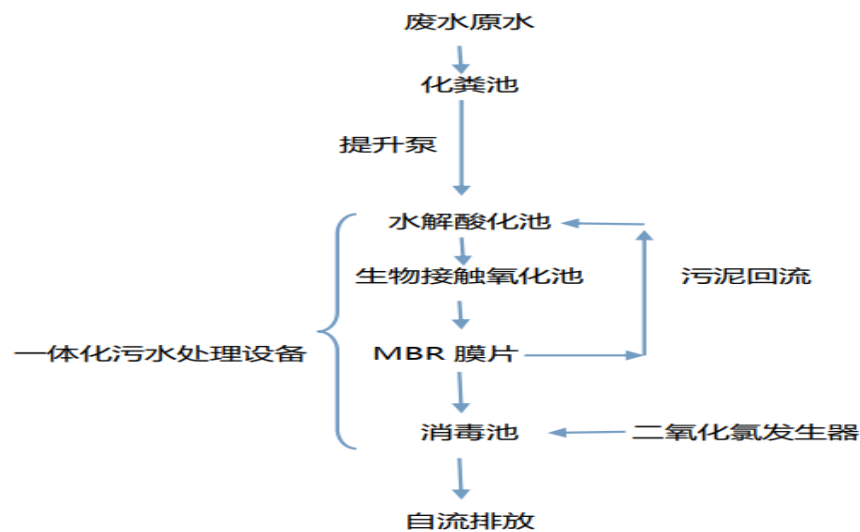 废水原水
化粪池
提升泵
水解酸化池
生物接触氧化池
污泥回流
一体化污水处理设备
MBR 膜片
消毒池
二氧化氯发生器
自流排放